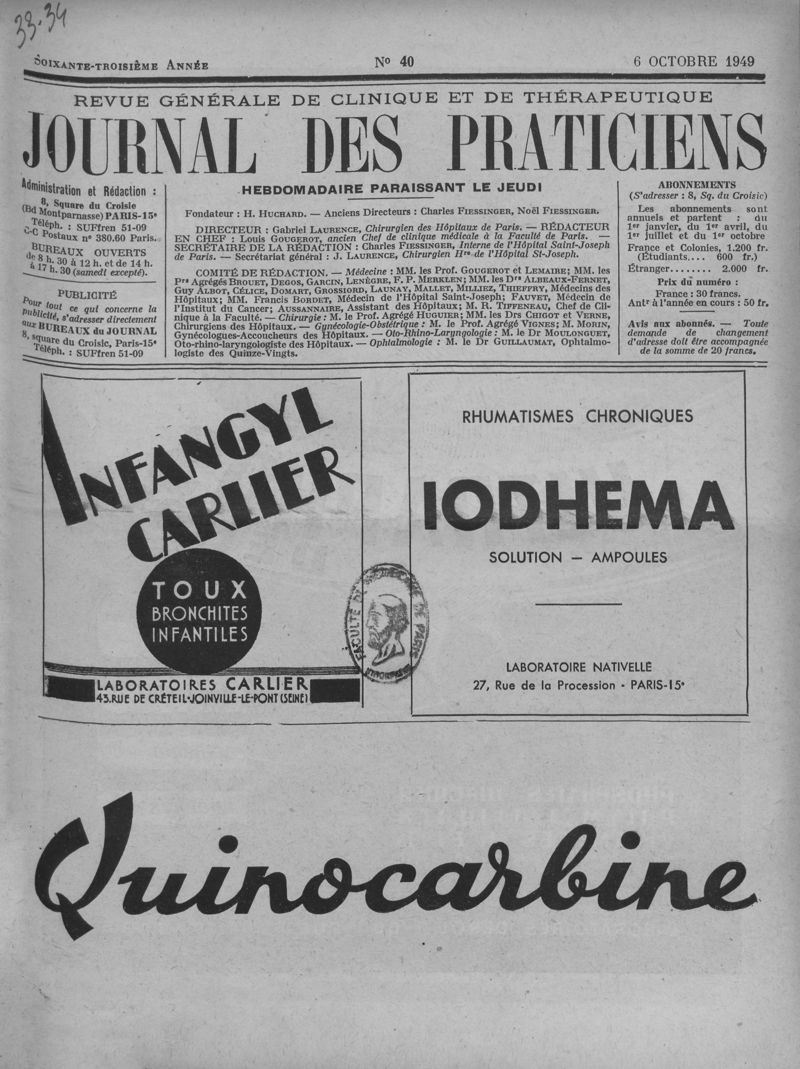 33-34
SOIXANTE-TROISIÈME ANNÉE
Nº 40
6 OCTOBRE 1949
REVUE GÉNÉRALE DE CLINIQUE ET DE THÉRAPEUTIQUE
JOURNAL DES PRATICIENS
Administration et Rédaction :
8, Square du Croisic
(Bd Montparnasse) PARIS-15e
Téléph. : SUFfren 51-09
C-C Postaux nº 380.60 Paris.
BUREAUX OUVERTS
de 8 h. 30 à 12 h. et de 14 h.
à 17 h. 30 (samedi excepté).
PUBLICITÉ
Pour tout ce qui concerne la
publicité, s'adresser directement
aux BUREAUX du JOURNAL
8, square du Croisic, Paris-15e
Téléph. : SUFfren 51-09
HEBDOMADAIRE PARAISSANT LE JEUDI
Fondateur : H. HUCHARD. — Anciens Directeurs : Charles FIESSINGER, Noël FIESSINGER.
DIRECTEUR : Gabriel LAURENCE, Chirurgien des Hôpitaux de Paris. — RÉDACTEUR
EN CHEF : Louis GOUGEROT, ancien Chef de clinique médicale à la Faculté de Paris. —
SECRÉTAIRE DE LA RÉDACTION : Charles FIESSINGER, Interne de l'Hôpital Saint-Joseph
de Paris. — Secrétariat général : J. LAURENCE, Chirurgien Hre de l'Hôpital St-Joseph.
COMITÉ DE RÉDACTION. — Médecine : MM. les Prof. GOUGEROT et LEMAIRE; MM. les
Prs Agrégés BROUET, DEGOS, GARCIN, LENÈGRE, F. P. MERKLEN; MM. les Drs ALBEAUX-FERNET,
GUY ALBOT, CÉLICE, DOMART, GROSSIORD, LAUNAY, MALLET, MILLIEZ, THIEFFRY, Médecins des
Hôpitaux; MM. Francis BORDET, Médecin de l'Hôpital Saint-Joseph; FAUVET, Médecin de
l'Institut du Cancer; AUSSANNAIRE, Assistant des Hôpitaux; M. R. TIFFENEAU, Chef de Cli-
nique à la Faculté. — Chirurgie : M. le Prof. Agrégé HUGUIER; MM. les Drs CHIGOT et VERNE,
Chirurgiens des Hôpitaux. — Gynécologie-Obstétrique : M. le Prof. Agrégé VIGNES; M. MORIN,
Gynécologues-Accoucheurs des Hôpitaux. — Oto-Rhino-Laryngologie : M. le Dr MOULONGUET,
Oto-rhino-laryngologiste des Hôpitaux. — Ophtalmologie : M. le Dr GUILLAUMAT, Ophtalmo-
logiste des Quinze-Vingts.
ABONNEMENTS
(S'adresser : 8, Sq. du Croisic)
Les abonnements sont
annuels et partent : du
1er janvier, du 1er avril, du
1er juillet et du 1er octobre
France et Colonies, 1.200 fr.
(Étudiants.... 600 fr.)
Étranger........ 2.000 fr.
Prix du numéro :
France : 30 francs.
Antr à l'année en cours : 50 fr.
Avis aux abonnés. — Toute
demande de changement
d'adresse doit être accompagnée
de la somme de 20 francs.
INFANGYL
CARLIER
TOUX
BRONCHITES
INFANTILES
LABORATOIRES CARLIER
43, RUE DE CRÉTEIL-JOINVILLE-LE-PONT (SEINE)
RHUMATISMES CHRONIQUES
IODHEMA
SOLUTION — AMPOULES
LABORATOIRE NATIVELLE
27, Rue de la Procession - PARIS-15e
FACULTÉ DE MÉDECINE DE PARIS
Quinocarbine